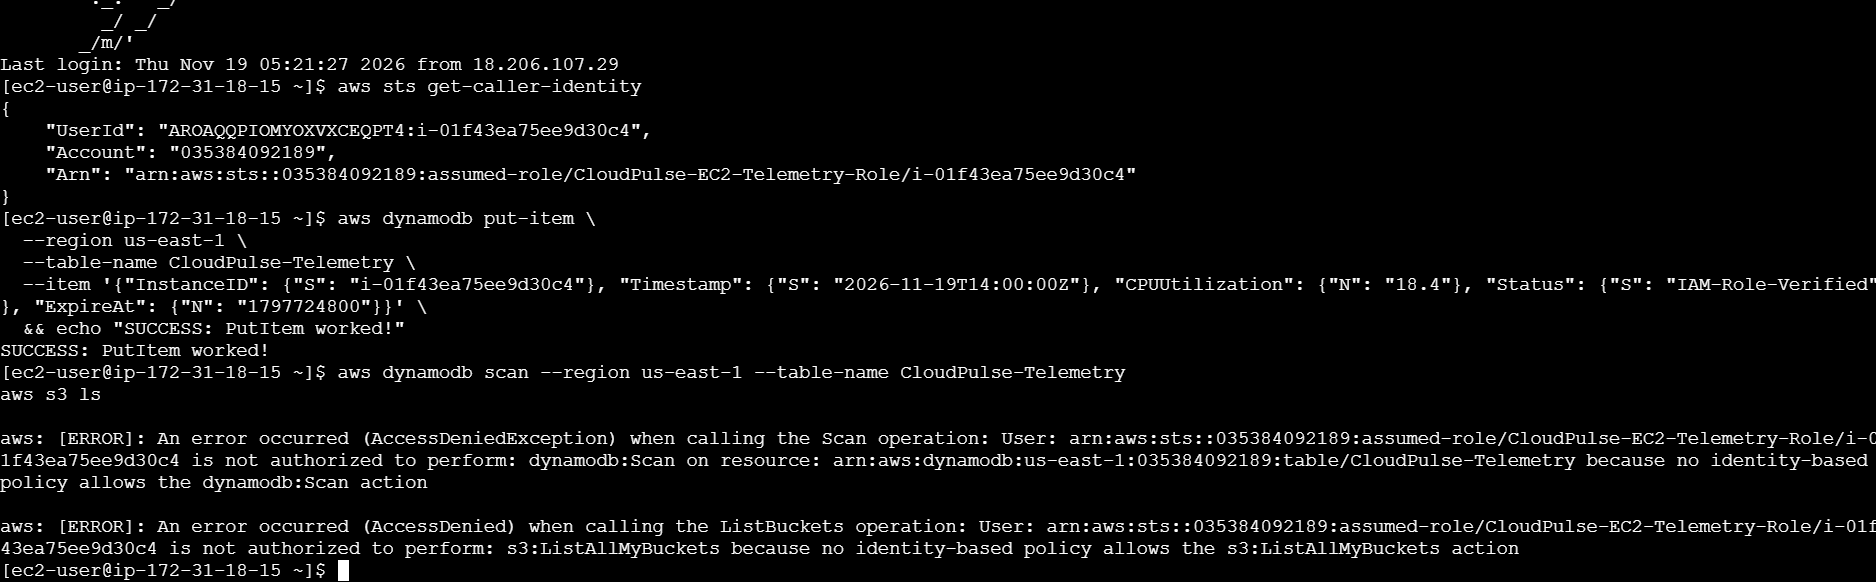 _/m/'
Last login: Thu Nov 19 05:21:27 2026 from 18.206.107.29
[ec2-user@ip-172-31-18-15 ~]$ aws sts get-caller-identity
{
    "UserId": "AROAQQPIOMYOXVXCEQPT4:i-01f43ea75ee9d30c4",
    "Account": "035384092189",
    "Arn": "arn:aws:sts::035384092189:assumed-role/CloudPulse-EC2-Telemetry-Role/i-01f43ea75ee9d30c4"
}
[ec2-user@ip-172-31-18-15 ~]$ aws dynamodb put-item \
  --region us-east-1 \
  --table-name CloudPulse-Telemetry \
  --item '{"InstanceID": {"S": "i-01f43ea75ee9d30c4"}, "Timestamp": {"S": "2026-11-19T14:00:00Z"}, "CPUUtilization": {"N": "18.4"}, "Status": {"S": "IAM-Role-Verified"
}, "ExpireAt": {"N": "1797724800"}}' \
  && echo "SUCCESS: PutItem worked!"
SUCCESS: PutItem worked!
[ec2-user@ip-172-31-18-15 ~]$ aws dynamodb scan --region us-east-1 --table-name CloudPulse-Telemetry
aws s3 ls
aws: [ERROR]: An error occurred (AccessDeniedException) when calling the Scan operation: User: arn:aws:sts::035384092189:assumed-role/CloudPulse-EC2-Telemetry-Role/i-0
1f43ea75ee9d30c4 is not authorized to perform: dynamodb:Scan on resource: arn:aws:dynamodb:us-east-1:035384092189:table/CloudPulse-Telemetry because no identity-based
policy allows the dynamodb:Scan action
aws: [ERROR]: An error occurred (AccessDenied) when calling the ListBuckets operation: User: arn:aws:sts::035384092189:assumed-role/CloudPulse-EC2-Telemetry-Role/i-01f
43ea75ee9d30c4 is not authorized to perform: s3:ListAllMyBuckets because no identity-based policy allows the s3:ListAllMyBuckets action
[ec2-user@ip-172-31-18-15 ~]$